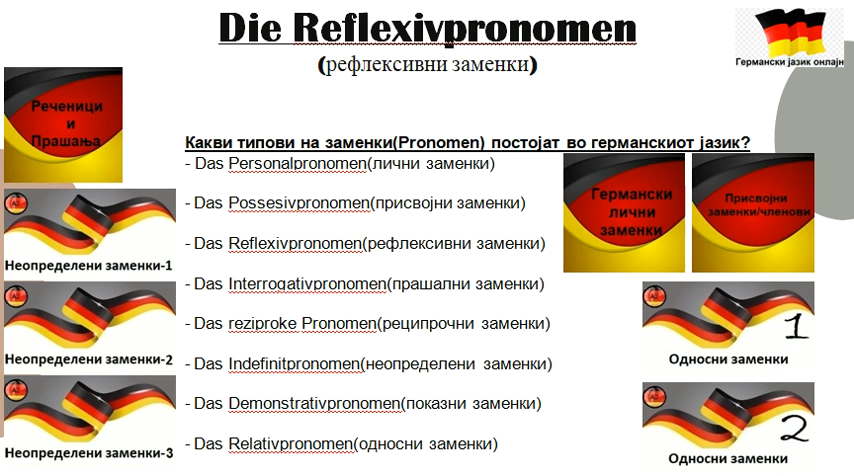 Die Reflexivpronomen
(рефлексивни заменки)
Германски јазик онлајн
Реченици
и
Прашања
Какви типови на заменки(Pronomen) постојат во германскиот јазик?
- Das Personalpronomen(лични заменки)
- Das Possesivpronomen(присвојни заменки)
- Das Reflexivpronomen(рефлексивни заменки)
- Das Interrogativpronomen(прашални заменки)
- Das reziproke Pronomen(реципрочни заменки)
- Das Indefinitpronomen(неопределени заменки)
- Das Demonstrativpronomen(показни заменки)
- Das Relativpronomen(односни заменки)
Неопределени заменки-1
Неопределени заменки-2
Неопределени заменки-3
Германски
лични
заменки
Присвојни
заменки/членови
1
Односни заменки
2
Односни заменки